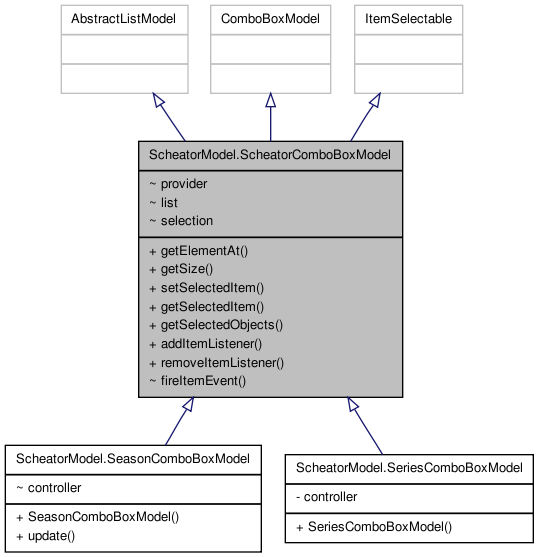 AbstractListModel
ComboBoxModel
ItemSelectable
ScheatorModel.ScheatorComboBoxModel
~ provider
~ list
~ selection
+ getElementAt()
+ getSize()
+ setSelectedItem()
+ getSelectedItem()
+ getSelectedObjects()
+ addItemListener()
+ removeItemListener()
~ fireItemEvent()
ScheatorModel.SeasonComboBoxModel
~ controller
+ SeasonComboBoxModel()
+ update()
ScheatorModel.SeriesComboBoxModel
- controller
+ SeriesComboBoxModel()